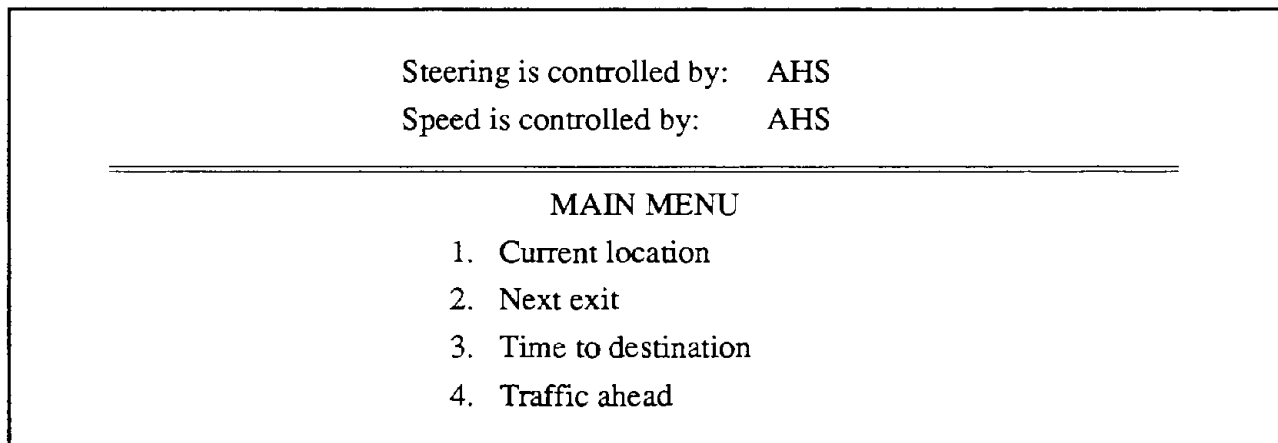 Steering is controlled by: AHS
Speed is controlled by: AHS
MAIN MENU
1. Current location
2. Next exit
3. Time to destination
4. Traffic ahead